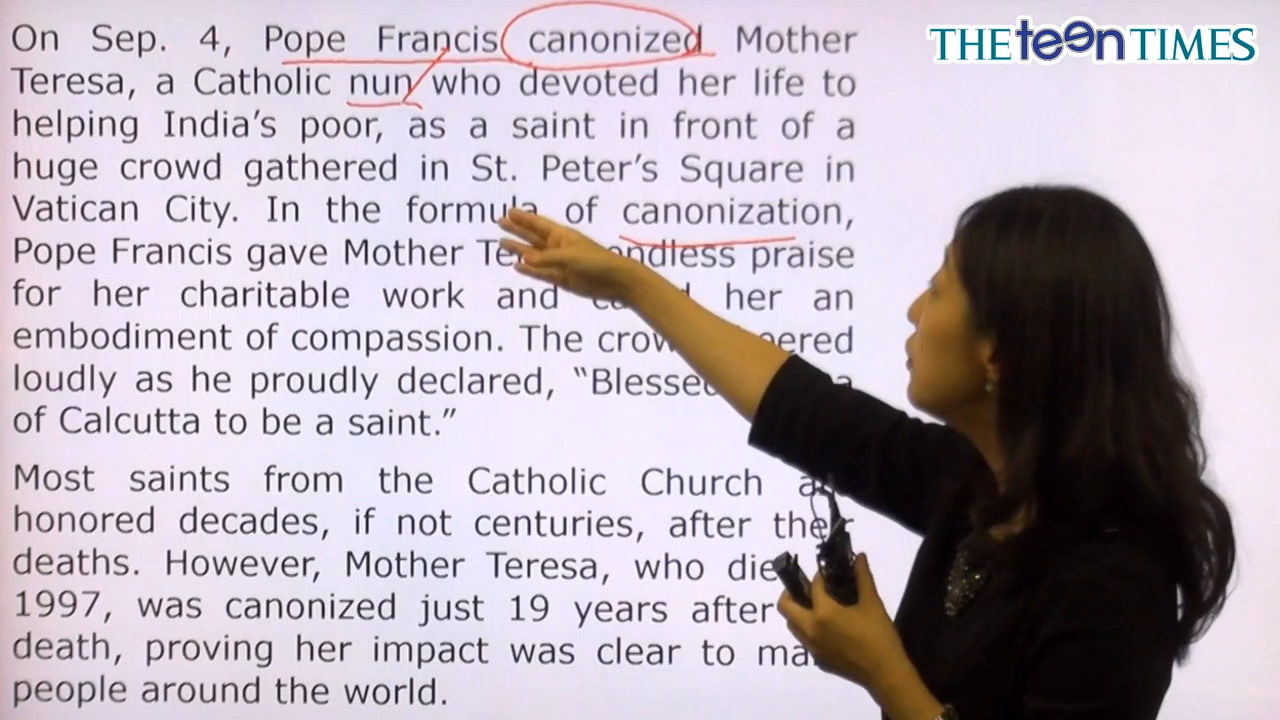 THE teen TIMES
On Sep. 4, Pope Francis canonized Mother
Teresa, a Catholic nun who devoted her life to
helping India's poor, as a saint in front of a
huge crowd gathered in St. Peter's Square in
Vatican City. In the formula of canonization,
Pope Francis gave Mother endless praise
for her charitable work and her an
embodiment of compassion. The
loudly as he proudly declared, “Blessed
of Calcutta to be a saint.”
Most saints from the Catholic Church
honored decades, if not centuries, after their
deaths. However, Mother Teresa, who
1997, was canonized just 19 years after
death, proving her impact was clear to
people around the world.